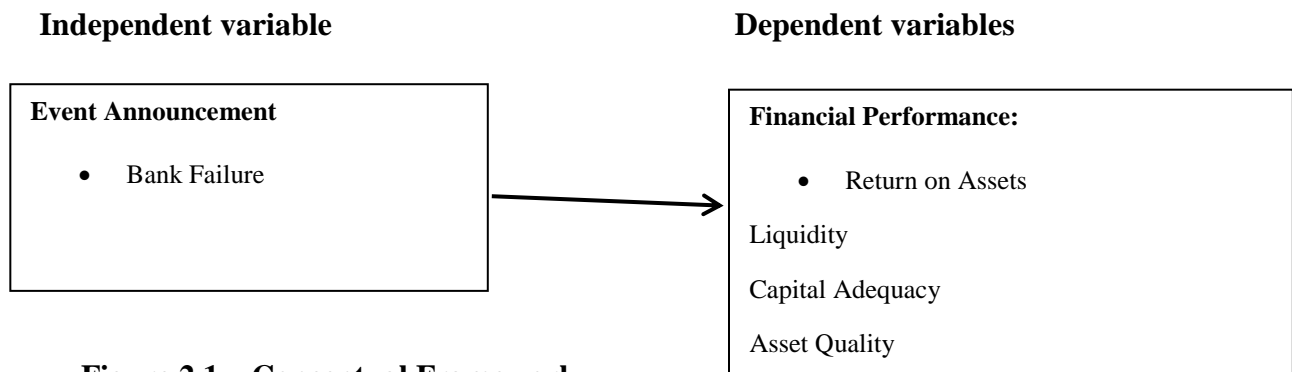 Independent variable
Dependent variables
Event Announcement
• Bank Failure
Financial Performance:
• Return on Assets
Liquidity
Capital Adequacy
Asset Quality
Figure 2.1 Conceptual Framework